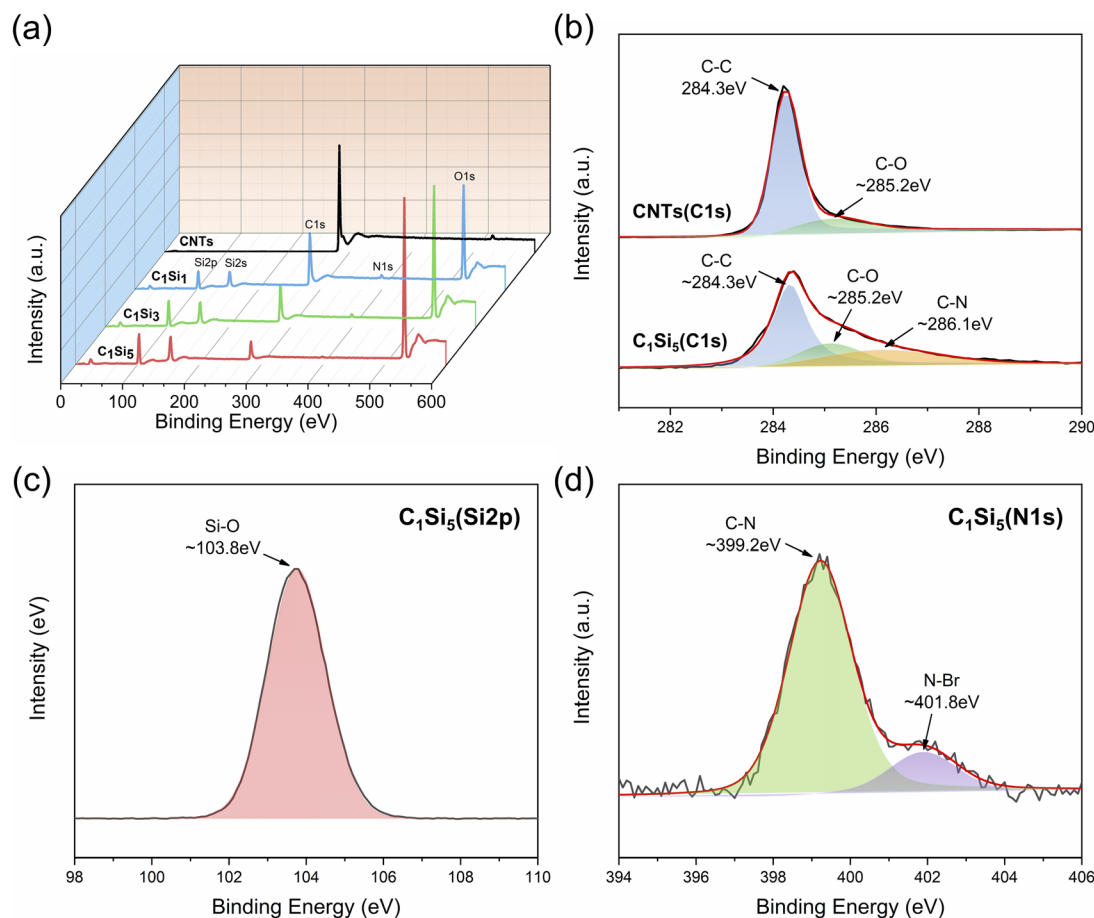 (a)
Intensity (a.u.)
CNTs
C₁Si₁
C₁Si₃
C₁Si₅
Si2p
Si2s
C1s
N1s
O1s
0 100 200 300 400 500 600
Binding Energy (eV)
(b)
Intensity (a.u.)
C-C
284.3eV
C-O
~285.2eV
CNTs(C1s)
C-C
~284.3eV
C-O
~285.2eV
C-N
~286.1eV
C₁Si₅(C1s)
282 284 286 288 290
Binding Energy (eV)
(c)
Intensity (eV)
C₁Si₅(Si2p)
Si-O
~103.8eV
98 100 102 104 106 108 110
Binding Energy (eV)
(d)
Intensity (a.u.)
C₁Si₅(N1s)
C-N
~399.2eV
N-Br
~401.8eV
394 396 398 400 402 404 406
Binding Energy (eV)